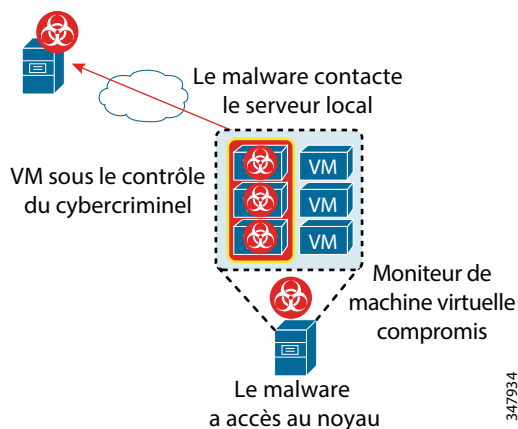 Le malware contacte
le serveur local
VM sous le contrôle
du cybercriminel
VM
VM
VM
Moniteur de
machine virtuelle
compromis
Le malware
a accès au noyau
347934